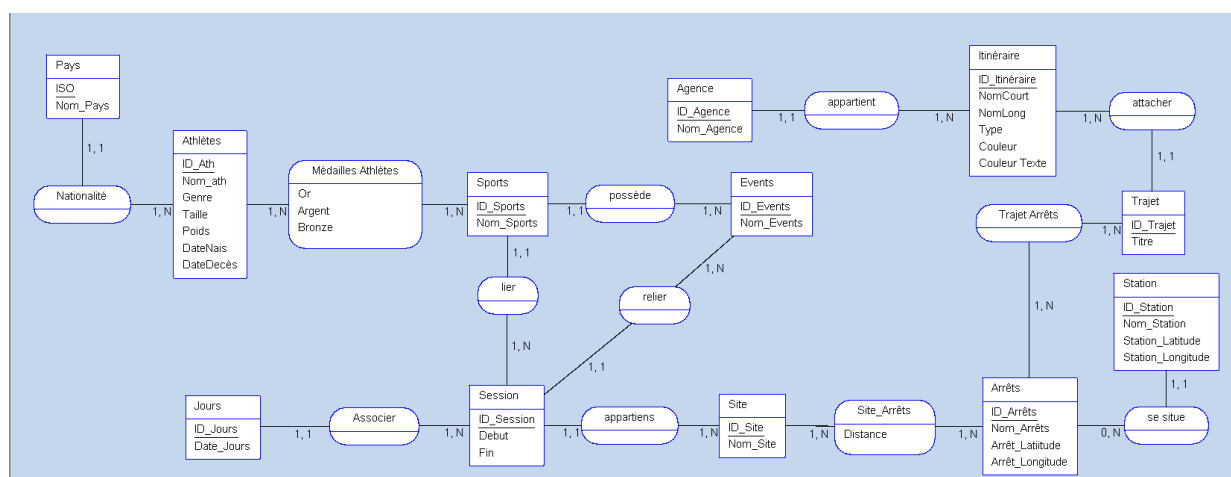 Pays
ISO
Nom_Pays
1, 1
Nationalité
1, N
Athlètes
ID_Ath
Nom_ath
Genre
Taille
Poids
DateNais
DateDecès
1, N
Médailles Athlètes
Or
Argent
Bronze
1, N
Sports
ID_Sports
Nom_Sports
1, 1
possède
1, N
Events
ID_Events
Nom_Events
Agence
ID_Agence
Nom_Agence
1, 1
appartient
1, N
Itinéraire
ID_Itinéraire
NomCourt
NomLong
Type
Couleur
Couleur Texte
1, N
attacher
1, 1
Trajet
ID_Trajet
Titre
1, N
Trajet Arrêts
1, N
1, 1
lier
1, N
1, N
relier
1, 1
Station
ID_Station
Nom_Station
Station_Latitude
Station_Longitude
1, 1
Jours
ID_Jours
Date_Jours
1, 1
Associer
1, N
Session
ID_Session
Debut
Fin
1, 1
appartiens
1, N
Site
ID_Site
Nom_Site
1, N
Site_Arrêts
Distance
1, N
Arrêts
ID_Arrêts
Nom_Arrêts
Arrêt_Latiitude
Arrêt_Longitude
0, N
se situe